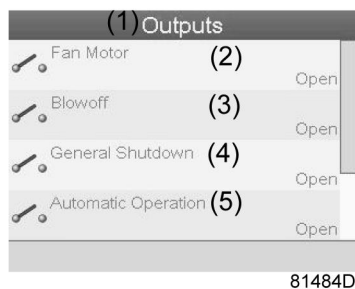 (1) Outputs
Fan Motor (2)
Open
Blowoff (3)
Open
General Shutdown (4)
Open
Automatic Operation (5)
Open
81484D